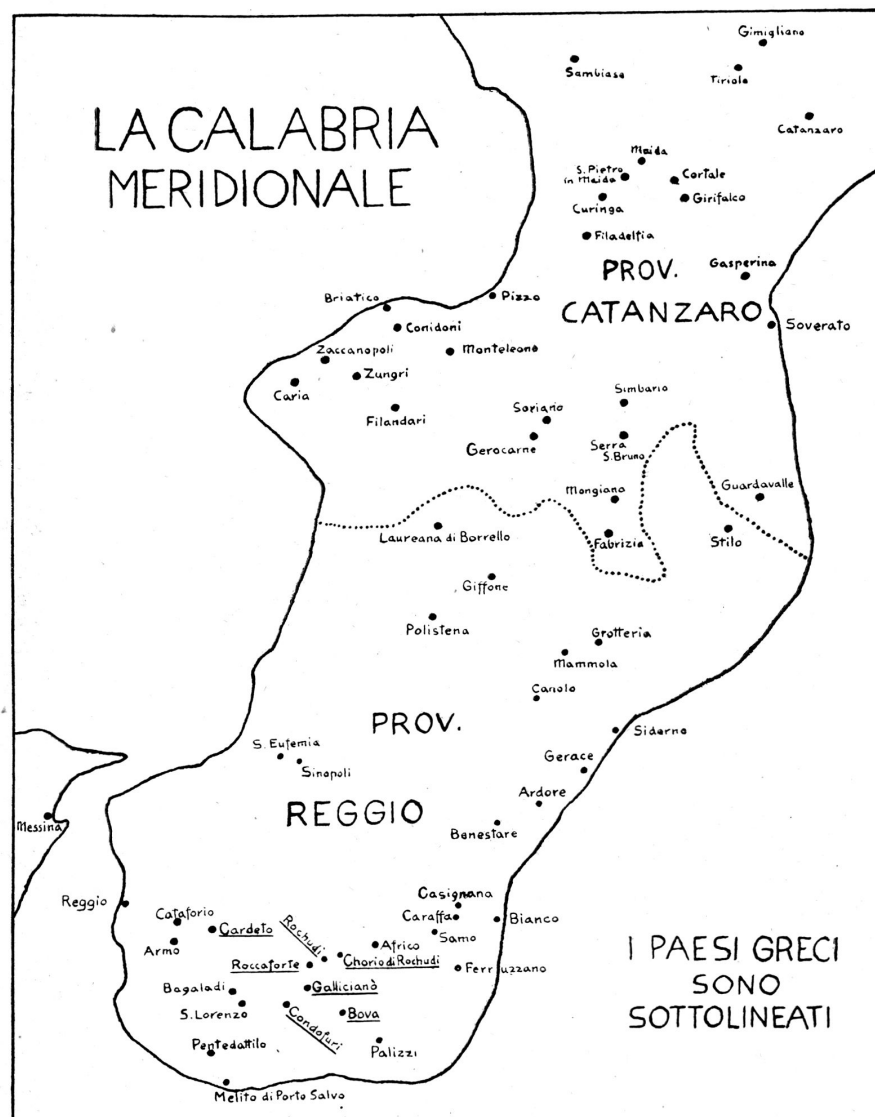 LA CALABRIA
MERIDIONALE
Gimigliano
Sambiase
Tiriolo
Catanzaro
Maida
S. Pietro
in Maida
Cortale
Curinga
Girifalco
Filadelfia
PROV.
CATANZARO
Gasperina
Soverato
Pizzo
Briatico
Conidoni
Zaccanopoli
Monteleone
Zungri
Caria
Filandari
Soriano
Simbario
Gerocarne
Serra
S. Bruno
Mongiana
Guardavalle
Laureana di Borrello
Fabrizia
Stilo
Giffone
Polistena
Grotteria
Mammola
Canolo
PROV.
REGGIO
Siderno
S. Eufemia
Sinopoli
Gerace
Ardore
Benestare
Messina
Reggio
Casignana
Cataforio
Caraffa
Bianco
Cardeto
Rochudi
Samo
Armo
Africo
Roccaforte
Chorio di Rochudi
Ferruzzano
Bagaladi
Gallicianò
S. Lorenzo
Condofuri
Bova
Pentedattilo
Palizzi
Melito di Porto Salvo
I PAESI GRECI
SONO
SOTTOLINEATI